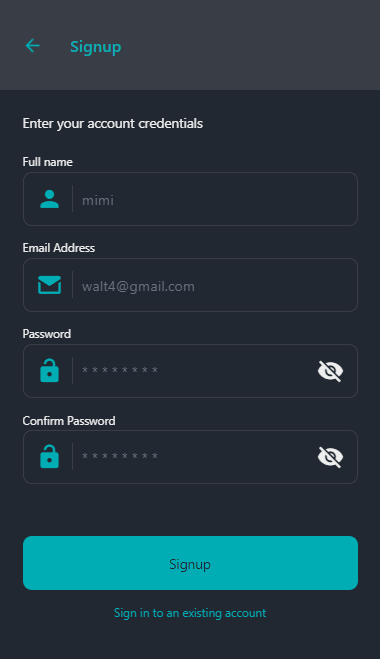 Signup
Enter your account credentials
Full name
mimi
Email Address
walt4@gmail.com
Password
* * * * * * * *
Confirm Password
* * * * * * * *
Signup
Sign in to an existing account